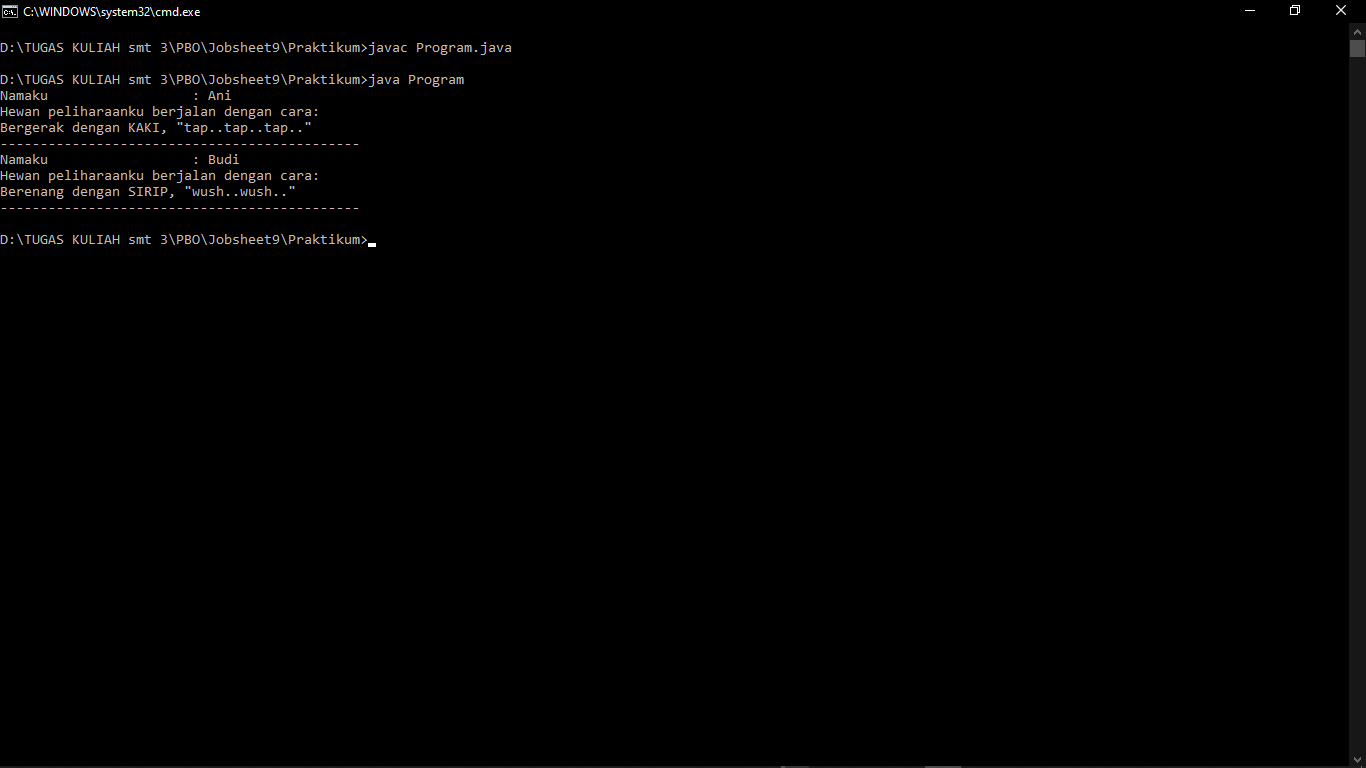 C:\WINDOWS\system32\cmd.exe
D:\TUGAS KULIAH smt 3\PBO\Jobsheet9\Praktikum>javac Program.java
D:\TUGAS KULIAH smt 3\PBO\Jobsheet9\Praktikum>java Program
Namaku                  : Ani
Hewan peliharaanku berjalan dengan cara:
Bergerak dengan KAKI, "tap..tap..tap.."
---------------------------------------------
Namaku                  : Budi
Hewan peliharaanku berjalan dengan cara:
Berenang dengan SIRIP, "wush..wush.."
---------------------------------------------
D:\TUGAS KULIAH smt 3\PBO\Jobsheet9\Praktikum>